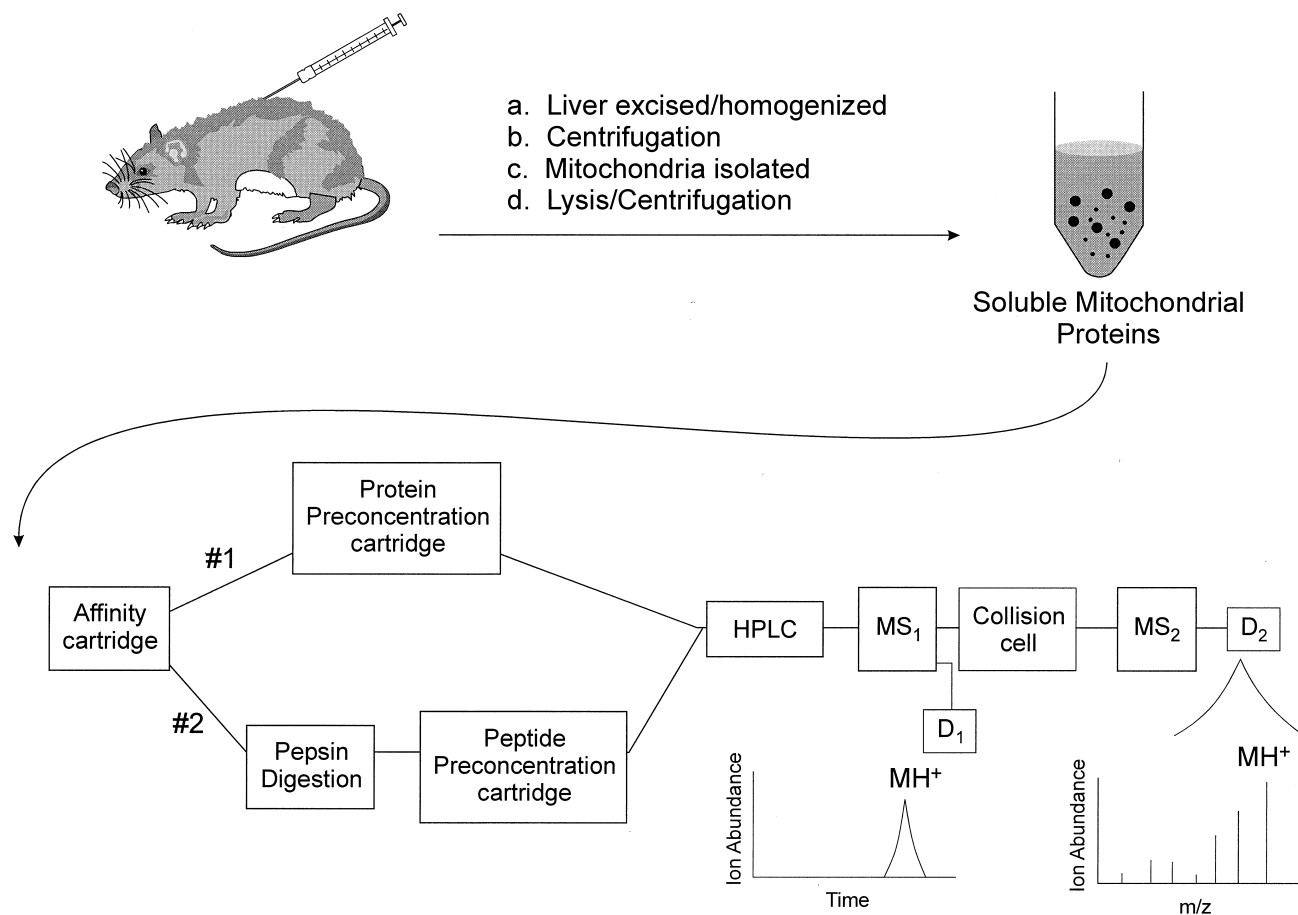 a. Liver excised/homogenized
b. Centrifugation
c. Mitochondria isolated
d. Lysis/Centrifugation
Soluble Mitochondrial
Proteins
#1
Protein
Preconcentration
cartridge
Affinity
cartridge
#2
Pepsin
Digestion
Peptide
Preconcentration
cartridge
HPLC
MS₁
Collision
cell
MS₂
D₂
D₁
MH⁺
Ion Abundance
Time
MH⁺
Ion Abundance
m/z